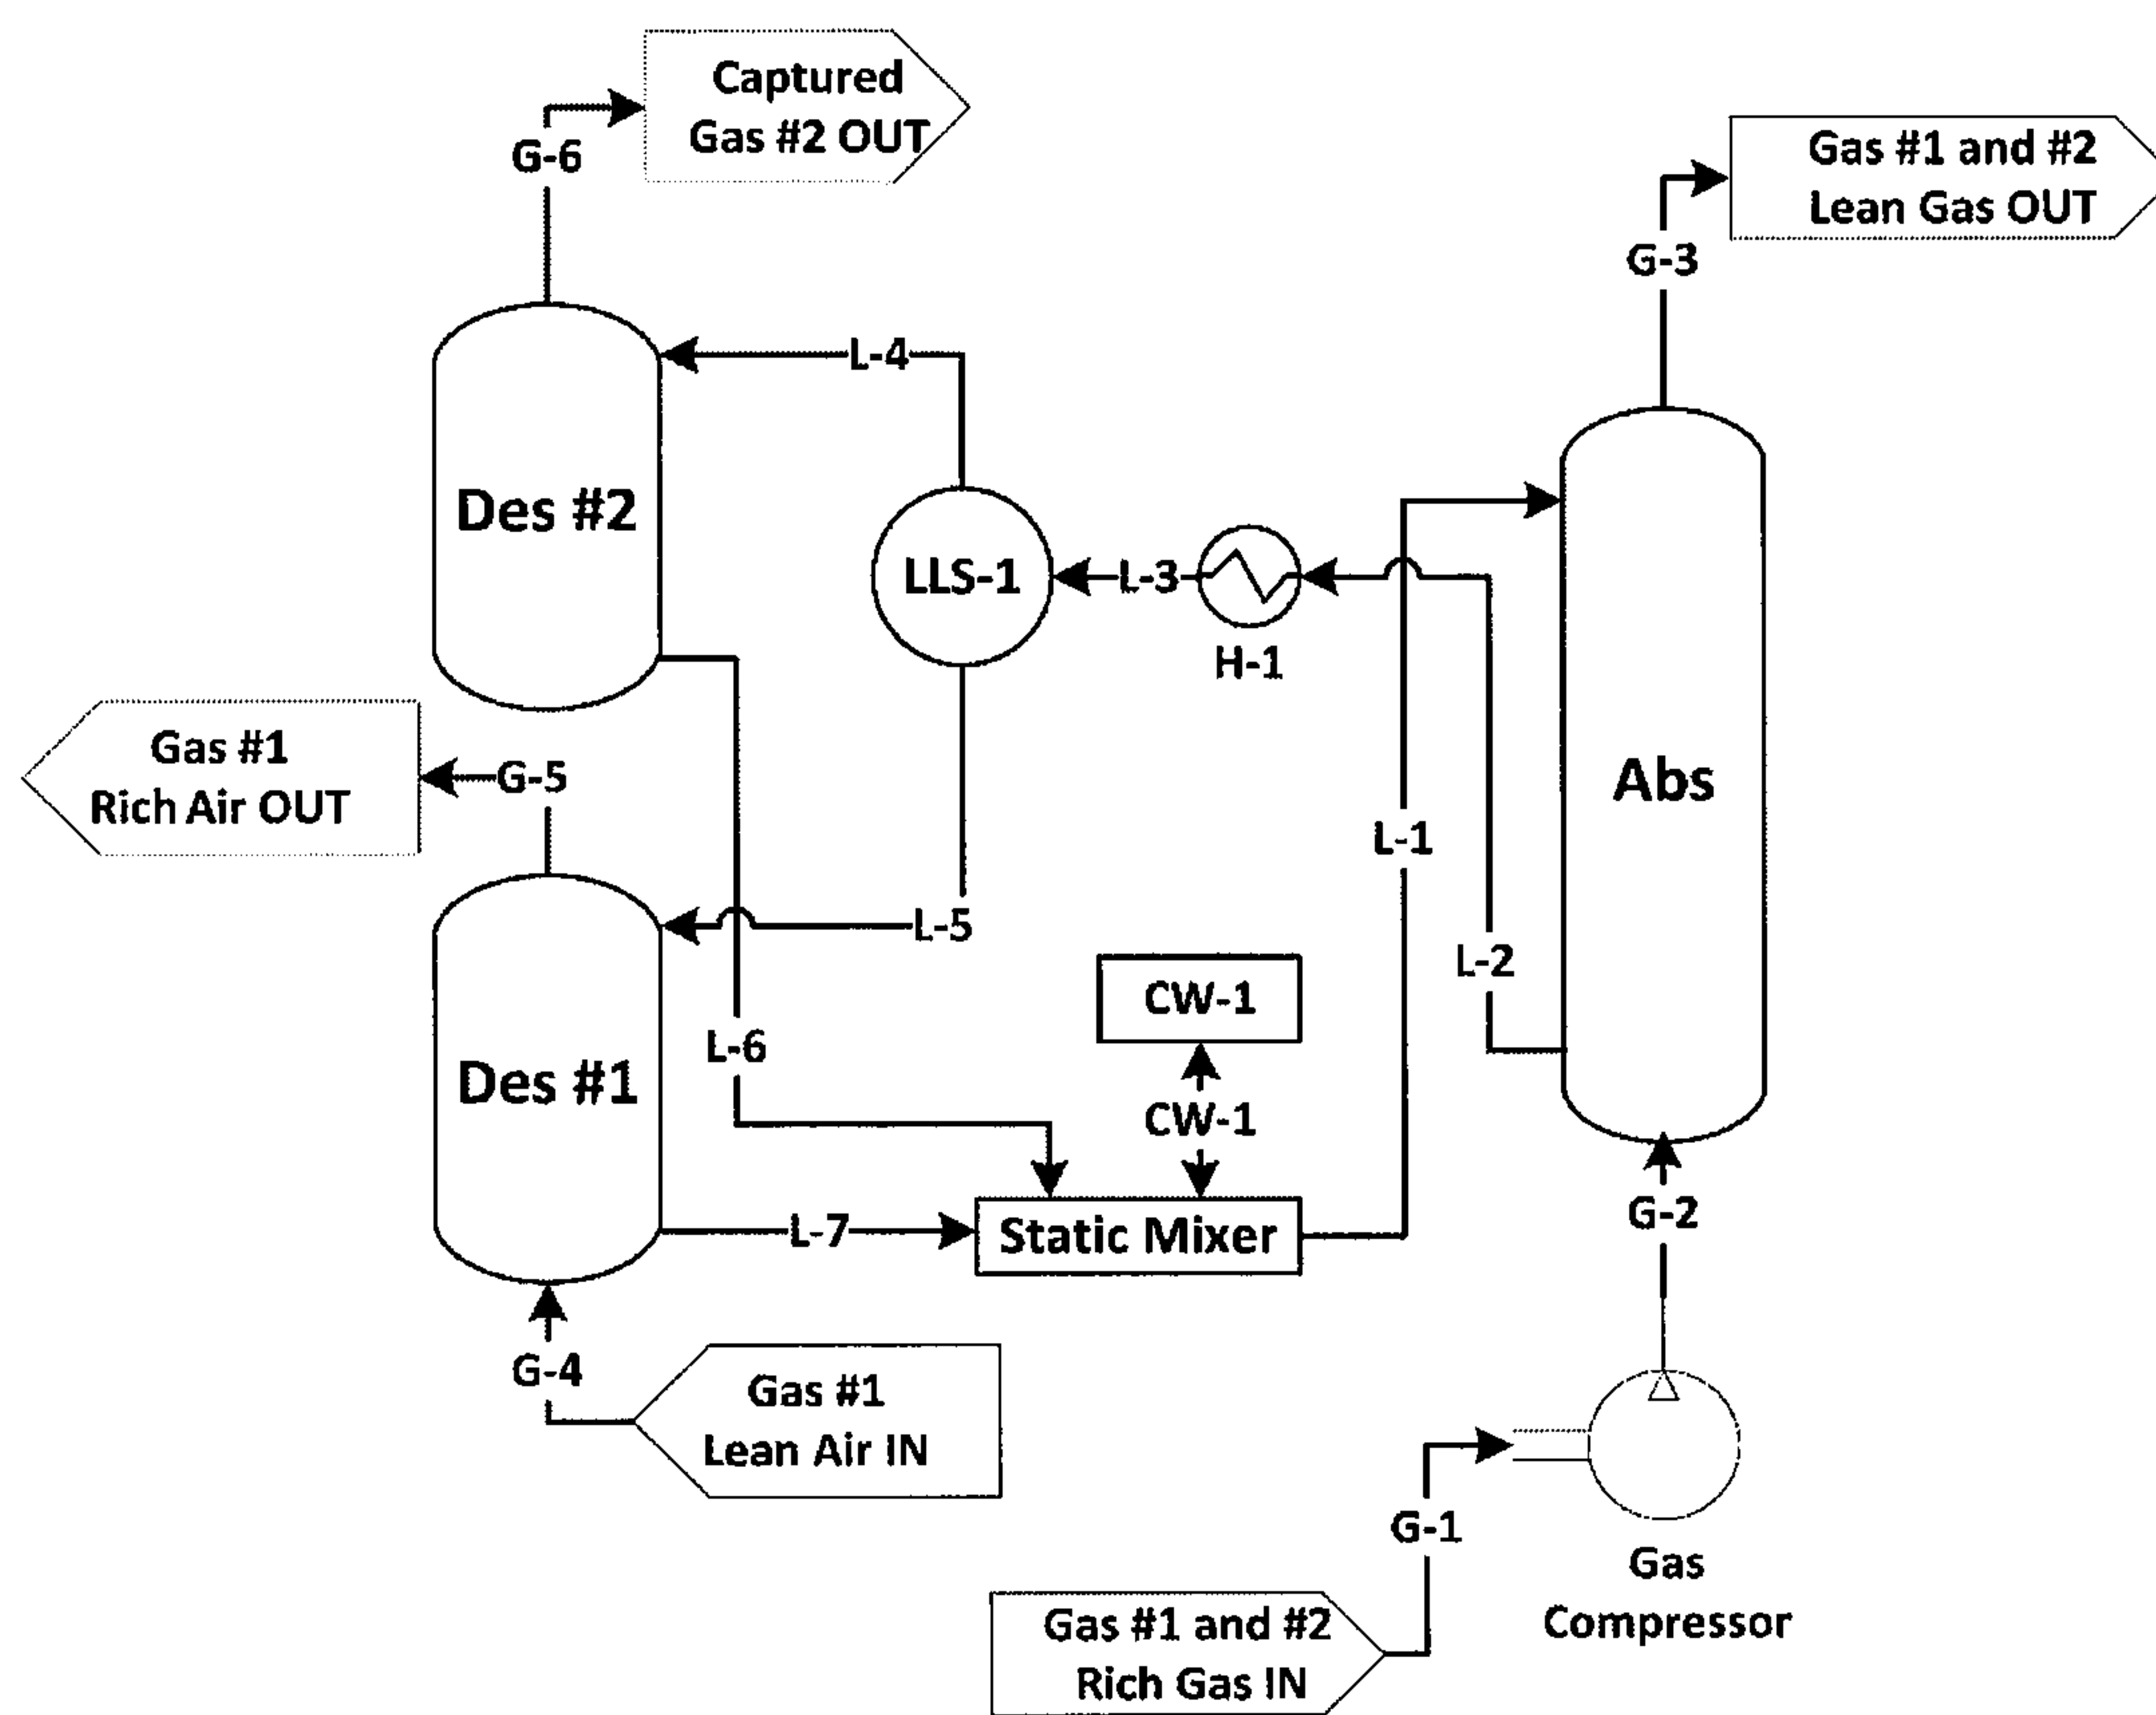 Captured
Gas #2 OUT
G-6
Gas #1 and #2
Lean Gas OUT
G-3
L-4
Des #2
LLS-1
L-3
H-1
Gas #1
Rich Air OUT
G-5
Abs
L-1
L-5
L-2
CW-1
L-6
Des #1
CW-1
G-2
L-7
Static Mixer
G-4
Gas #1
Lean Air IN
G-1
Gas
Compressor
Gas #1 and #2
Rich Gas IN